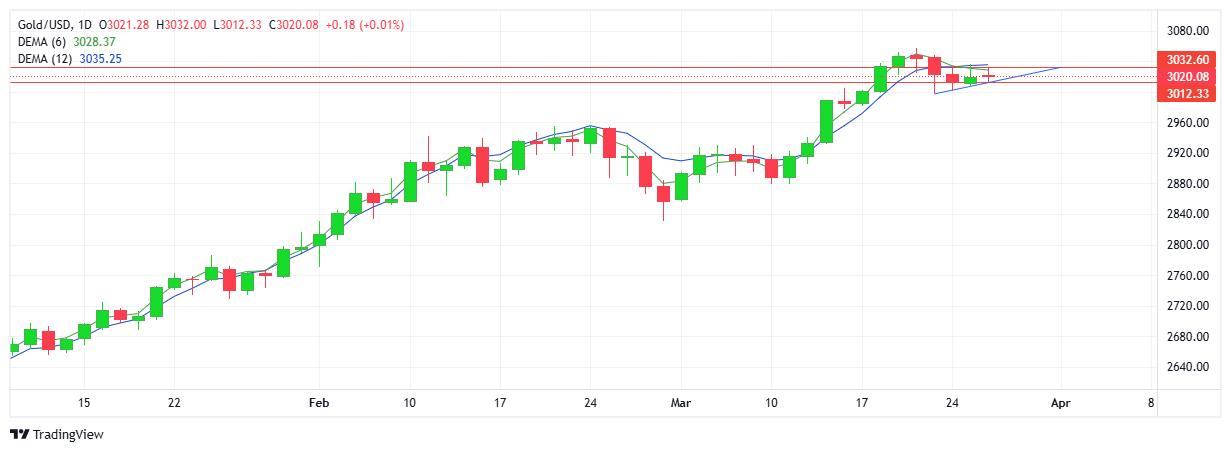 Gold/USD, 1D O3021.28 H3032.00 L3012.33 C3020.08 +0.18 (+0.01%)
DEMA (6) 3028.37
DEMA (12) 3035.25
3080.00
3032.60
3020.08
3012.33
2960.00
2920.00
2880.00
2840.00
2800.00
2760.00
2720.00
2680.00
2640.00
15 22 Feb 10 17 24 Mar 10 17 24 Apr 8
TradingView